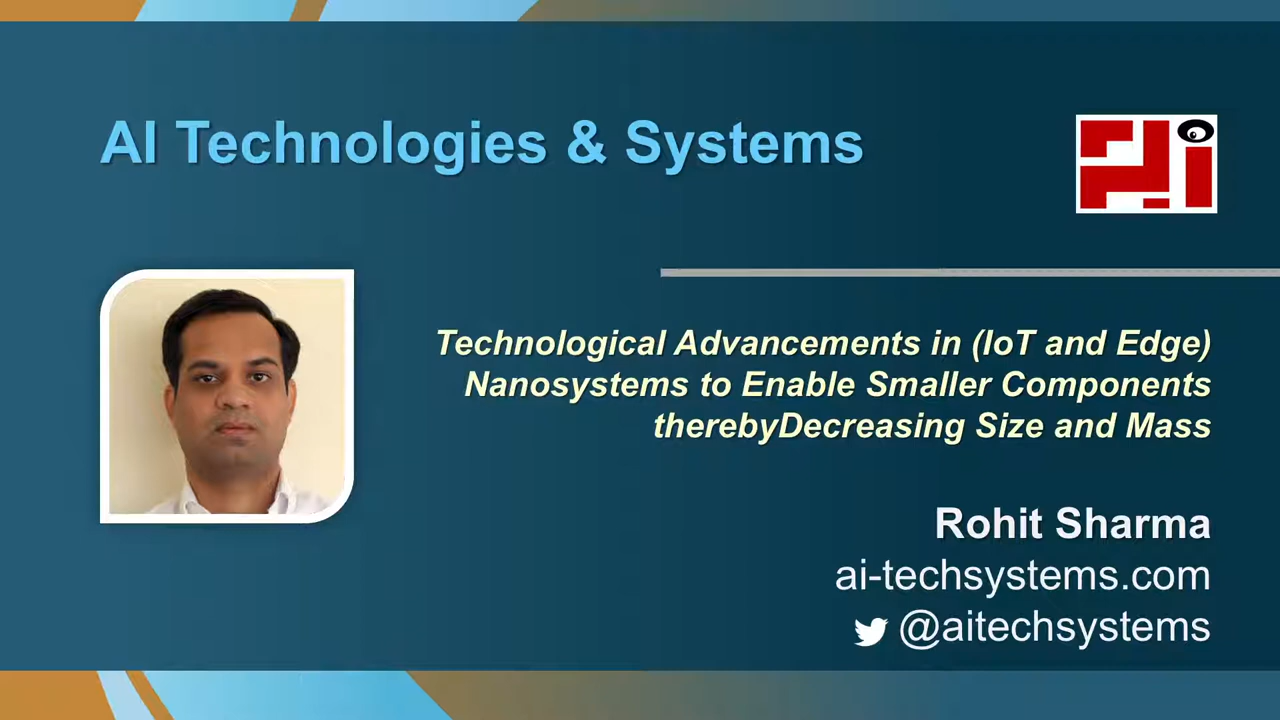 AI Technologies & Systems
Technological Advancements in (IoT and Edge)
Nanosystems to Enable Smaller Components
therebyDecreasing Size and Mass
Rohit Sharma
ai-techsystems.com
@aitechsystems